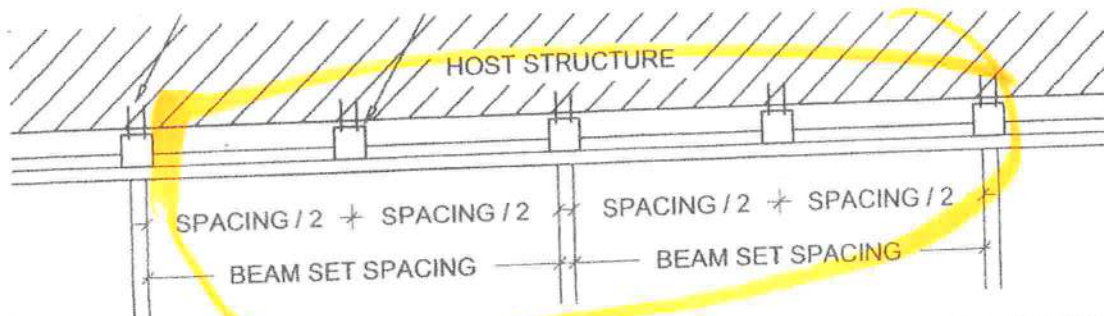 HOST STRUCTURE
SPACING / 2 SPACING / 2 SPACING / 2 SPACING / 2
BEAM SET SPACING BEAM SET SPACING